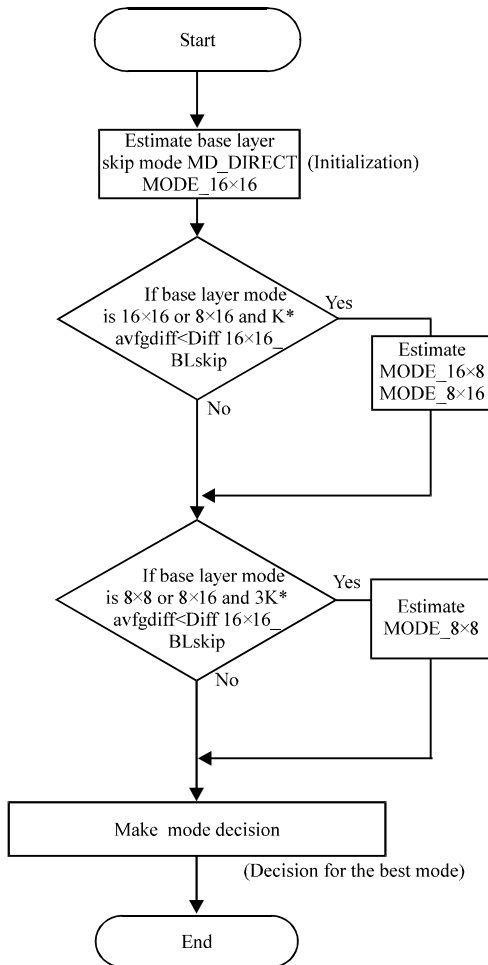 Start
Estimate base layer
skip mode MD_DIRECT
MODE_16×16
(Initialization)
If base layer mode
is 16×16 or 8×16 and K*
avfgdiff<Diff 16×16_
BLskip
Yes
Estimate
MODE_16×8
MODE_8×16
No
If base layer mode
is 8×8 or 8×16 and 3K*
avfgdiff<Diff 16×16_
BLskip
Yes
Estimate
MODE_8×8
No
Make mode decision
(Decision for the best mode)
End